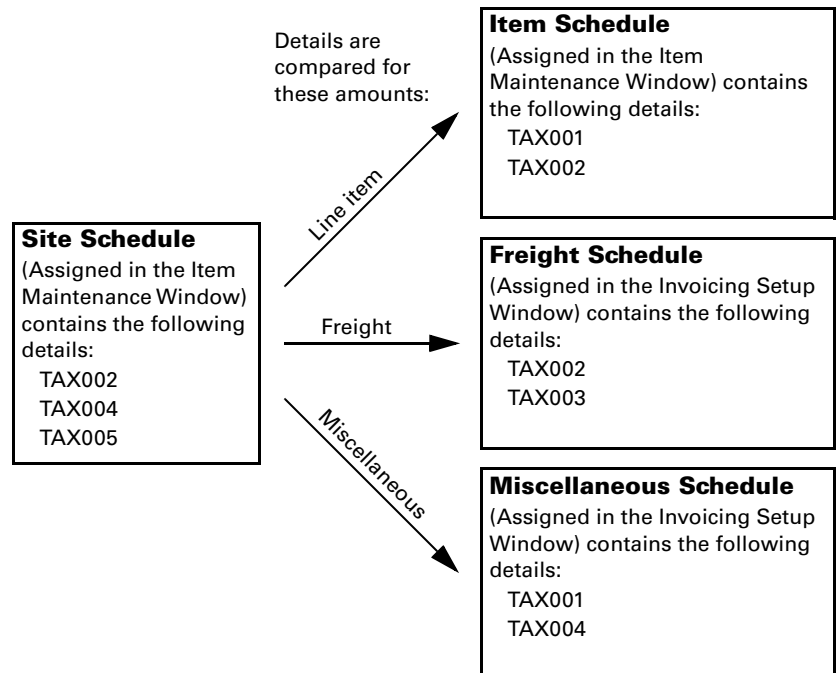 Details are
compared for
these amounts:
Site Schedule
(Assigned in the Item
Maintenance Window)
contains the following
details:
TAX002
TAX004
TAX005
Line item
Freight
Miscellaneous
Item Schedule
(Assigned in the Item
Maintenance Window) contains
the following details:
TAX001
TAX002
Freight Schedule
(Assigned in the Invoicing Setup
Window) contains the following
details:
TAX002
TAX003
Miscellaneous Schedule
(Assigned in the Invoicing Setup
Window) contains the following
details:
TAX001
TAX004